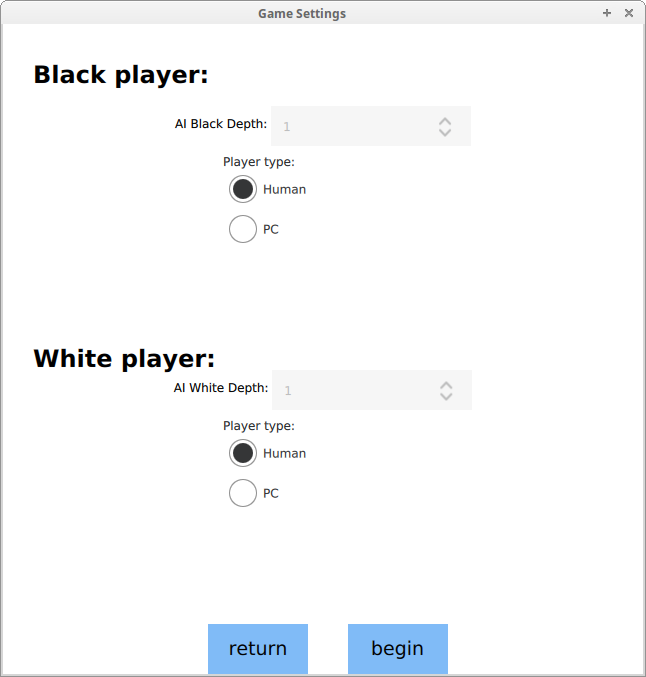 Game Settings
Black player:
AI Black Depth: 1
Player type:
Human
PC
White player:
AI White Depth: 1
Player type:
Human
PC
return begin